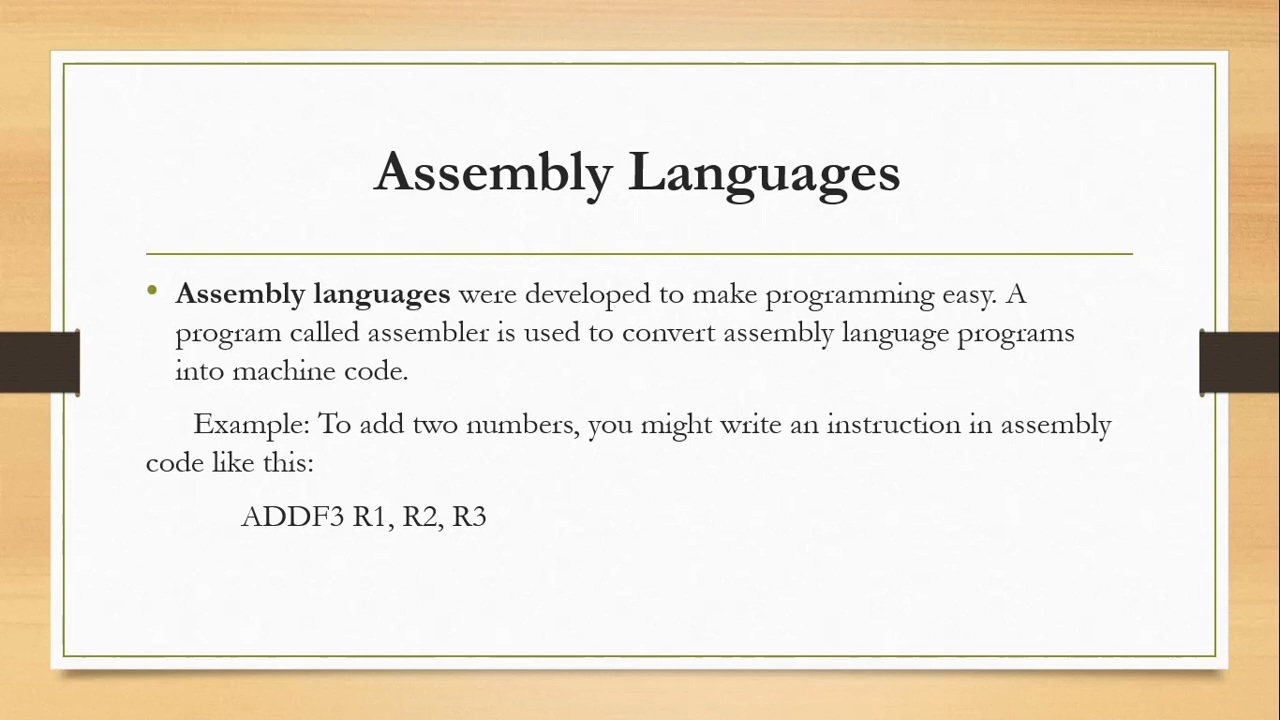 Assembly Languages
• Assembly languages were developed to make programming easy. A
program called assembler is used to convert assembly language programs
into machine code.
Example: To add two numbers, you might write an instruction in assembly
code like this:
ADDF3 R1, R2, R3